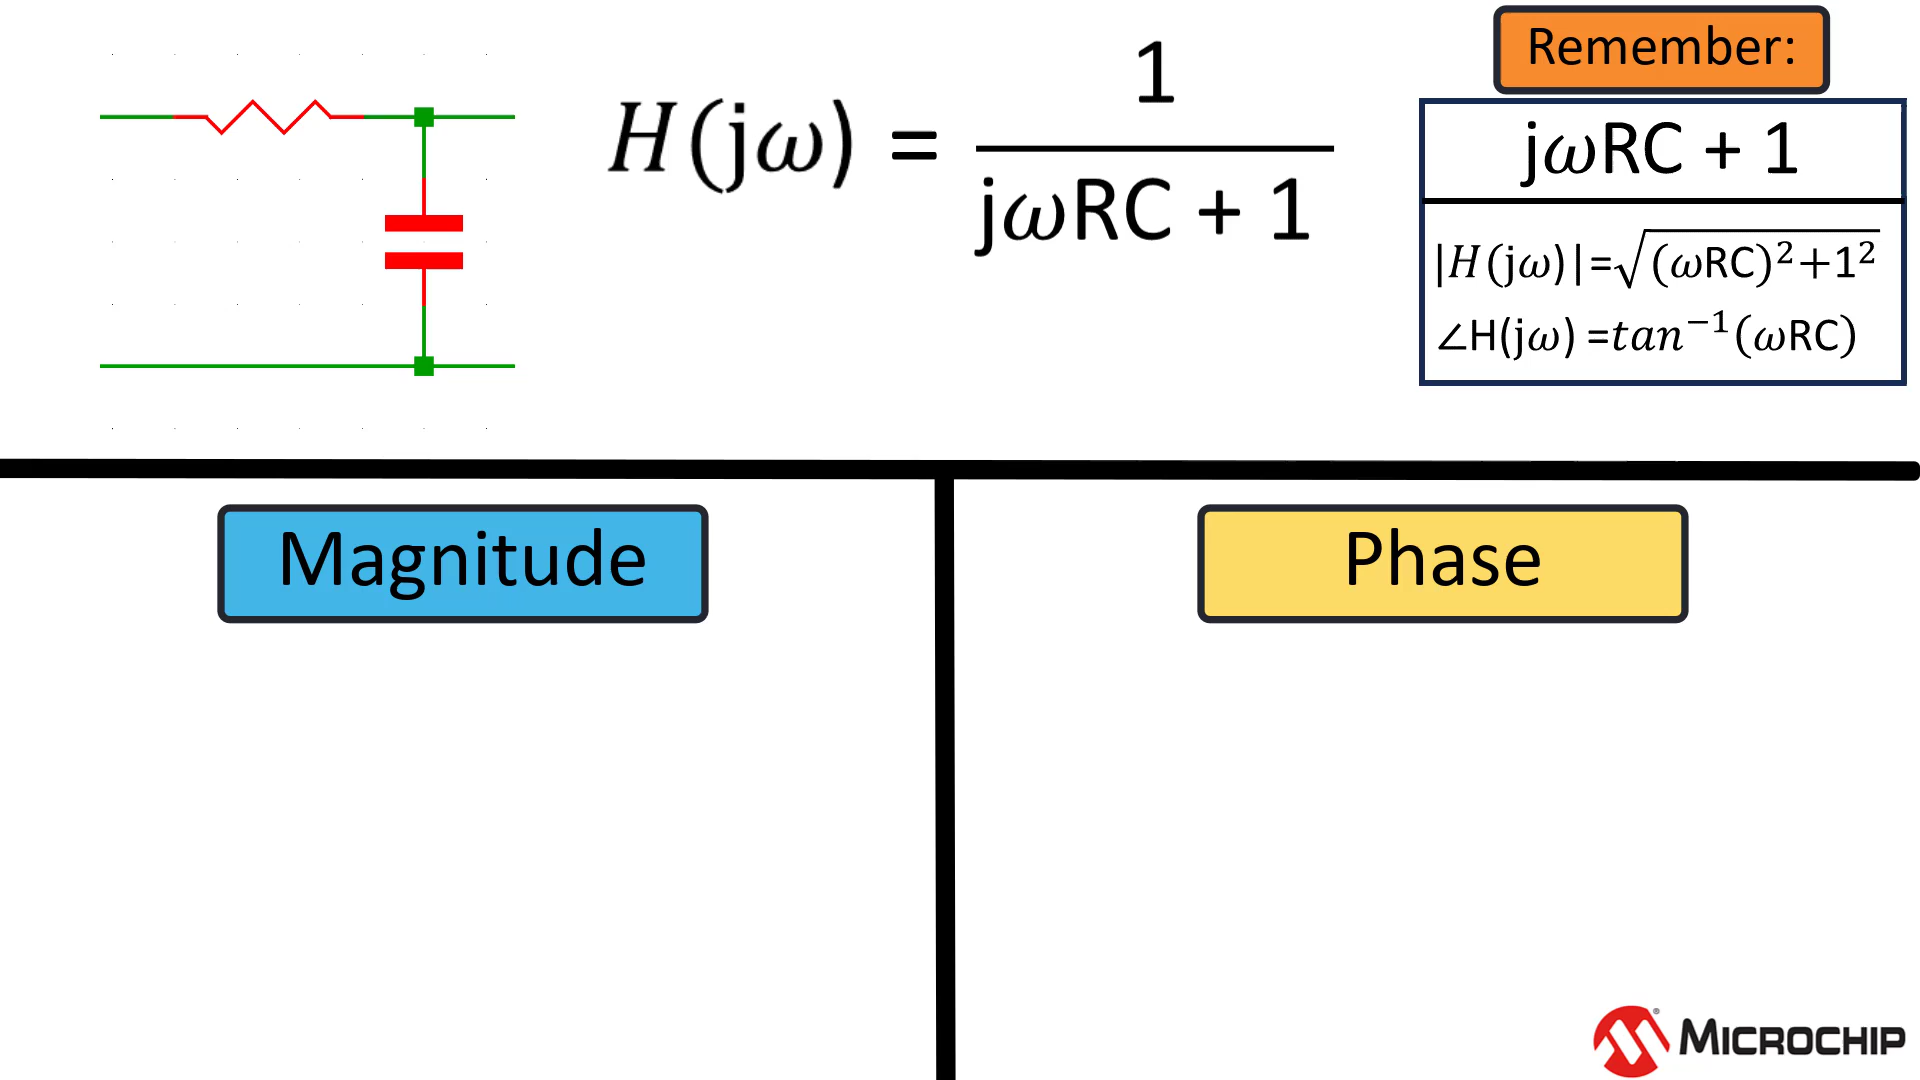 H(jω) = 1 / jωRC + 1
Remember:
jωRC + 1
|H(jω)|=√(ωRC)²+1²
∠H(jω) =tan⁻¹(ωRC)
Magnitude
Phase
MICROCHIP
®